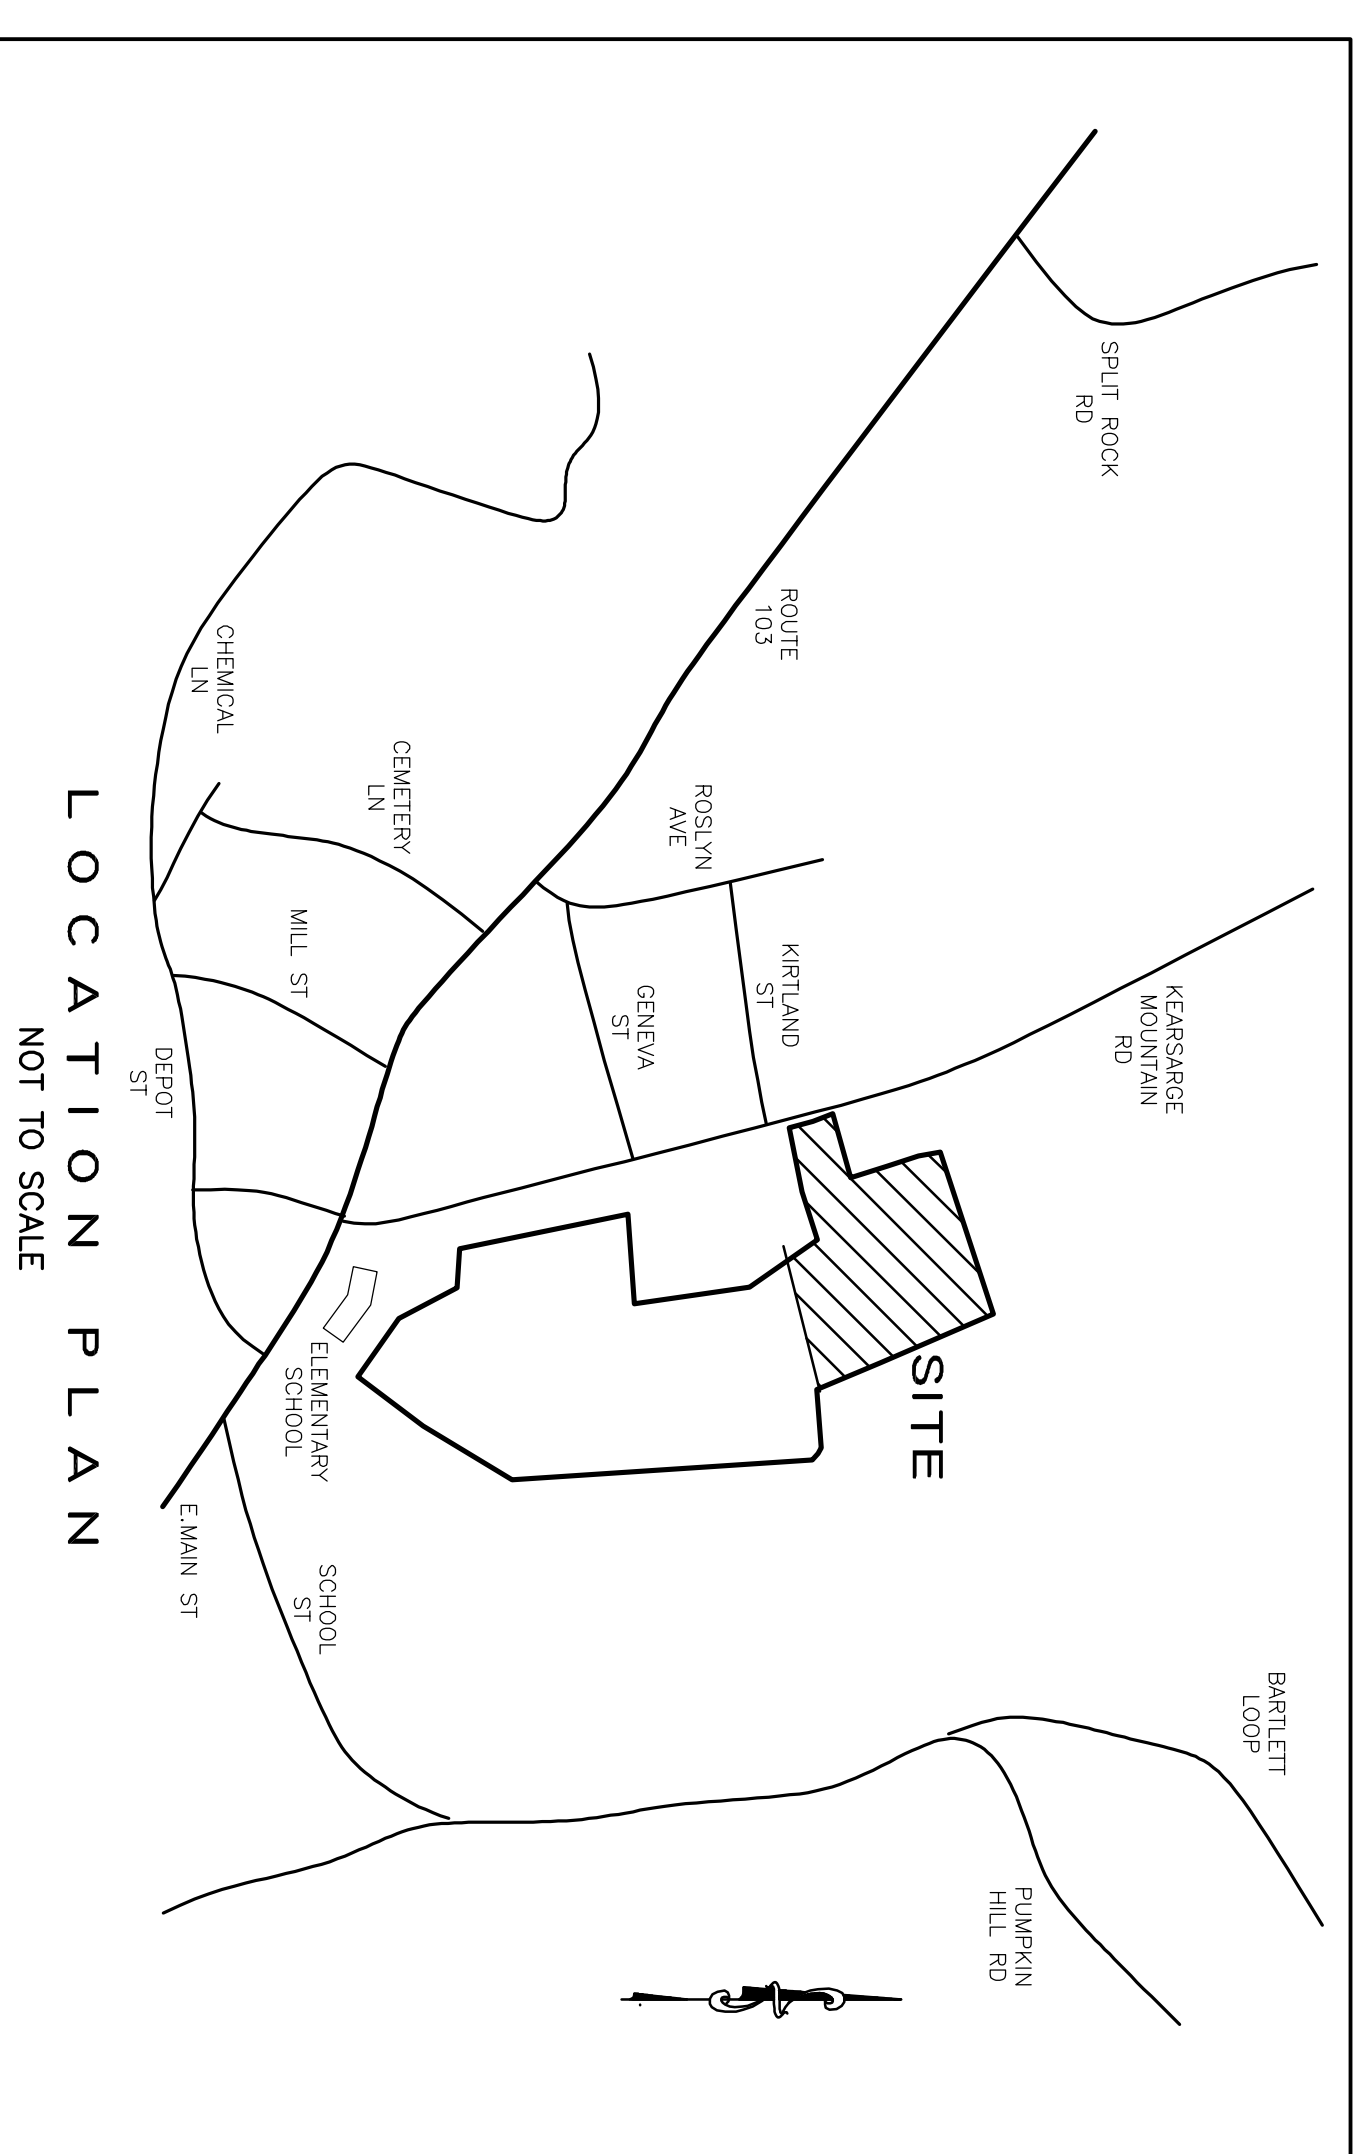 SPLIT ROCK
RD
BARTLETT
LOOP
KEARSARGE
MOUNTAIN
RD
PUMPKIN
HILL RD
SITE
ROUTE
103
KIRTLAND
ST
ROSLYN
AVE
GENEVA
ST
CEMETERY
LN
SCHOOL
ST
ELEMENTARY
SCHOOL
MILL ST
CHEMICAL
LN
E.MAIN ST
DEPOT
ST
LOCATION PLAN
NOT TO SCALE